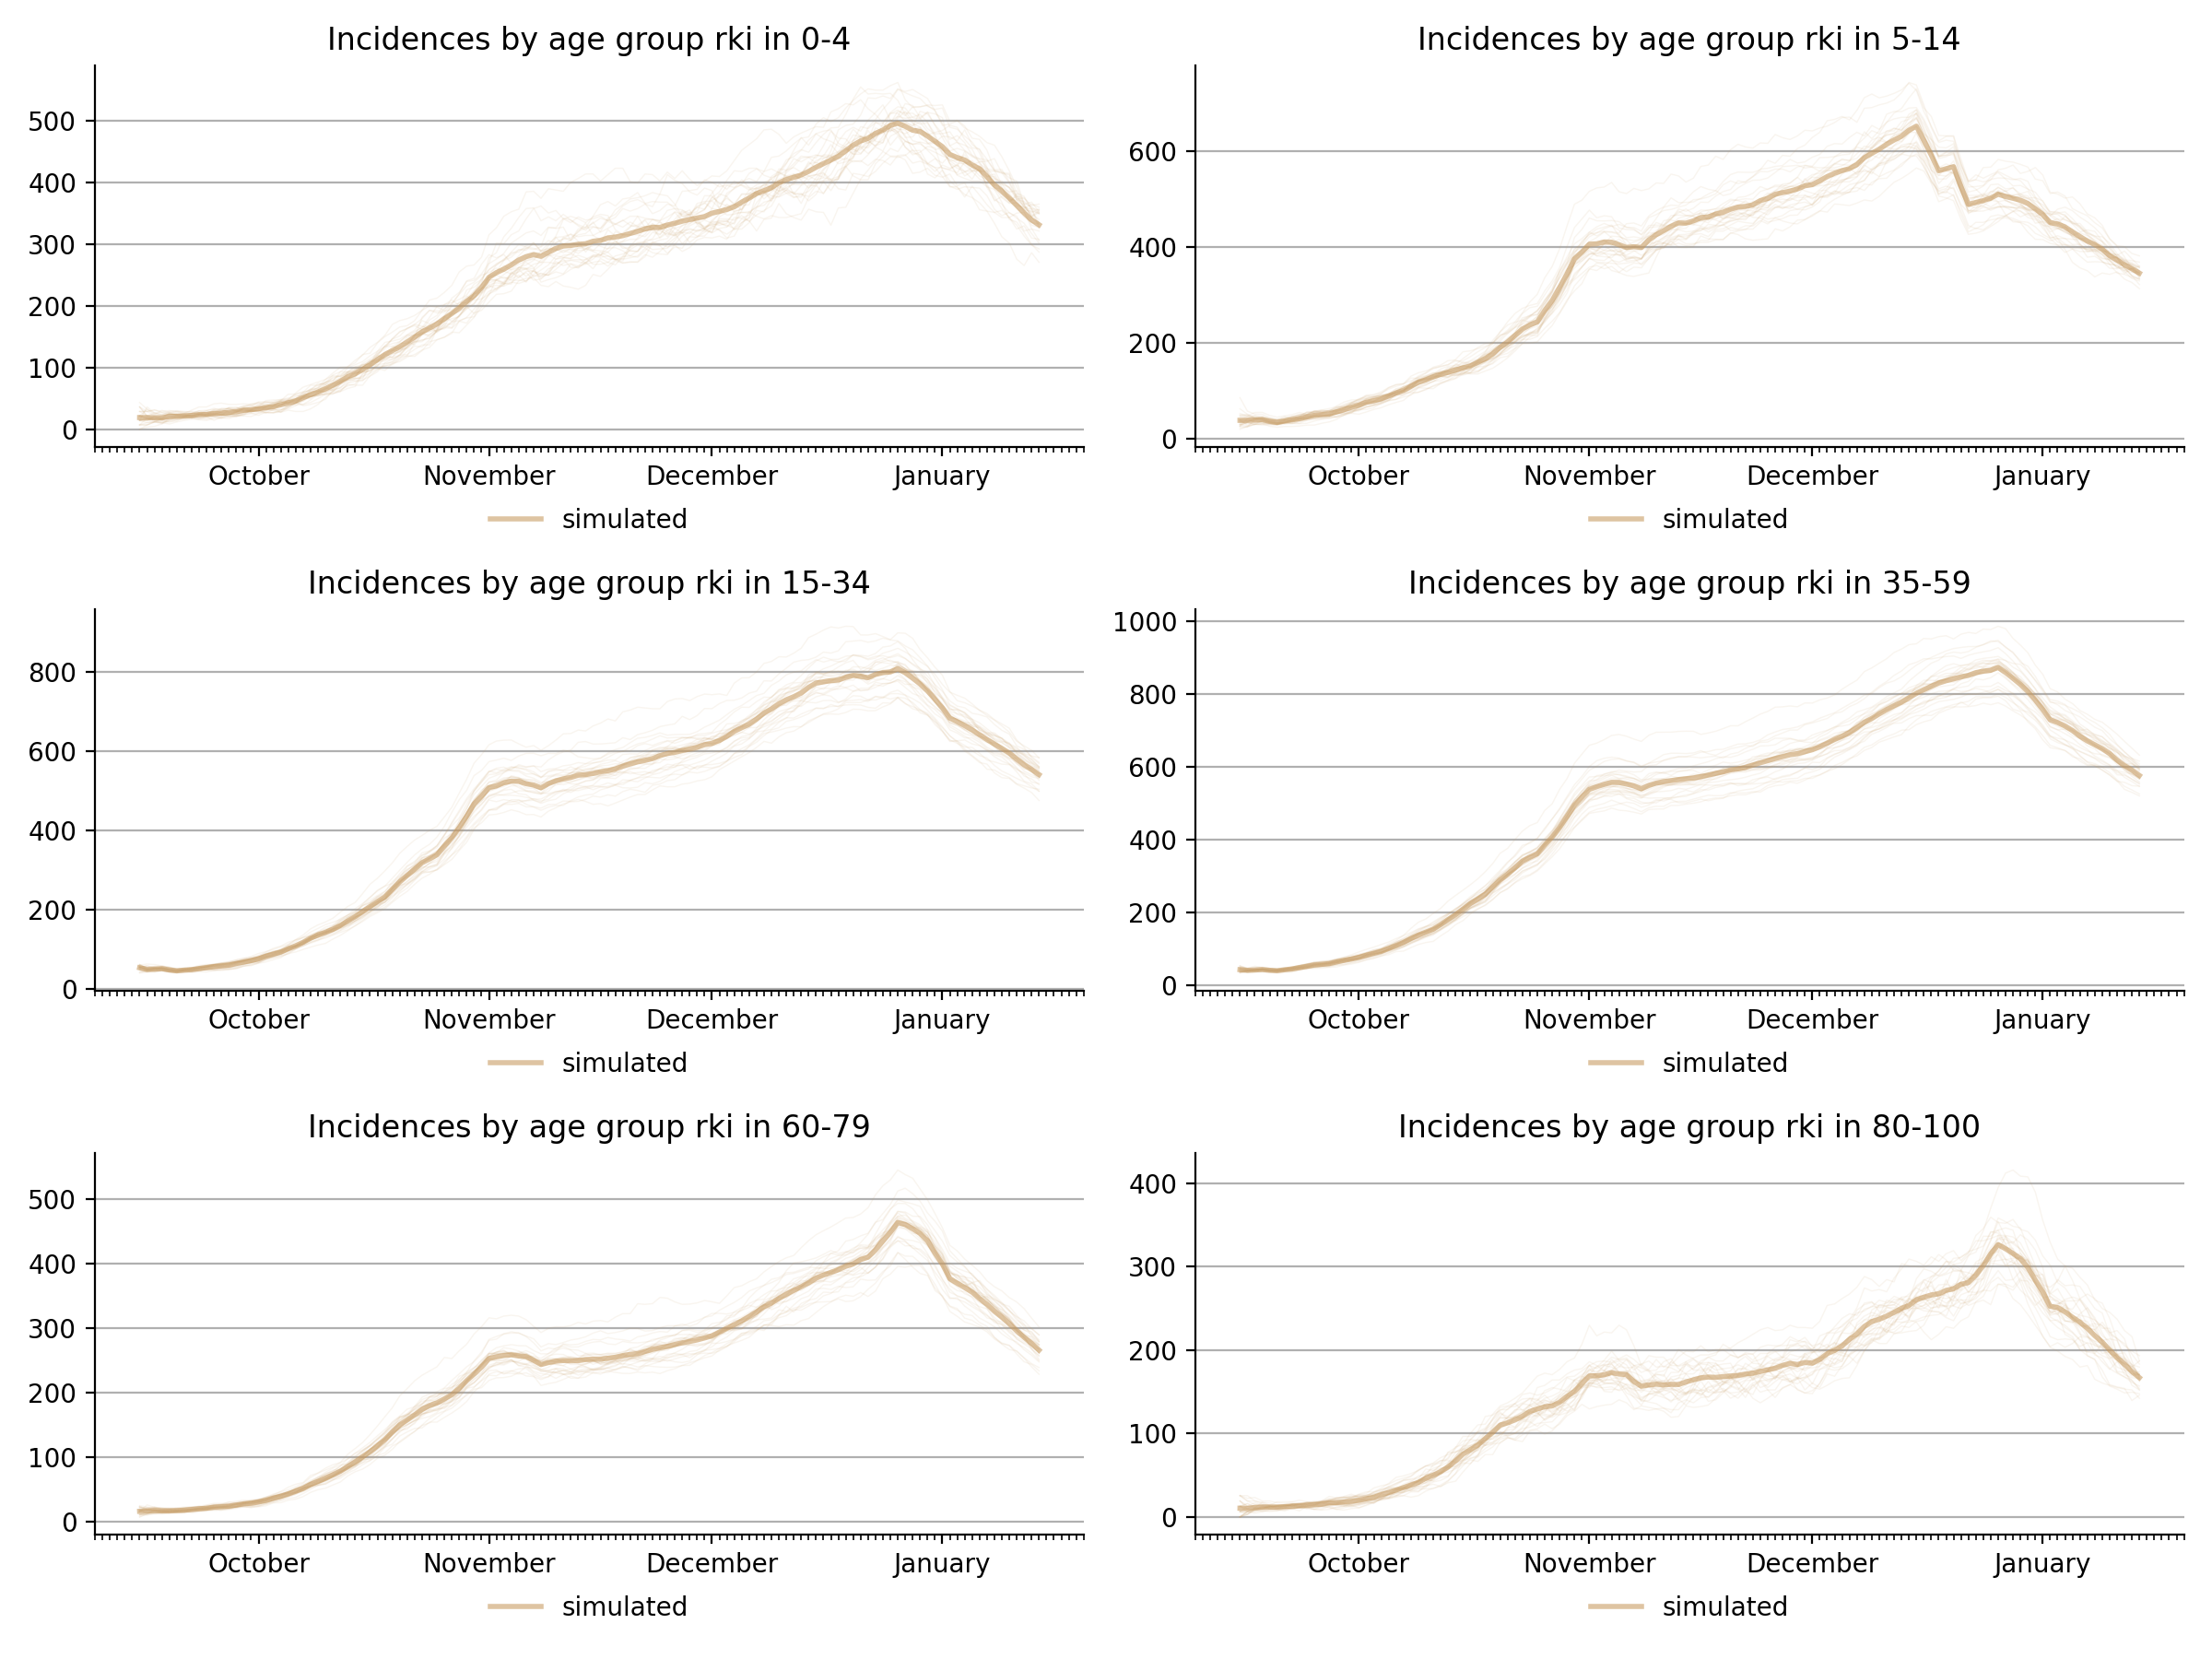 Incidences by age group rki in 0-4
500
400
300
200
100
0
October November December January
simulated
Incidences by age group rki in 5-14
600
400
200
0
October November December January
simulated
Incidences by age group rki in 15-34
800
600
400
200
0
October November December January
simulated
Incidences by age group rki in 35-59
1000
800
600
400
200
0
October November December January
simulated
Incidences by age group rki in 60-79
500
400
300
200
100
0
October November December January
simulated
Incidences by age group rki in 80-100
400
300
200
100
0
October November December January
simulated